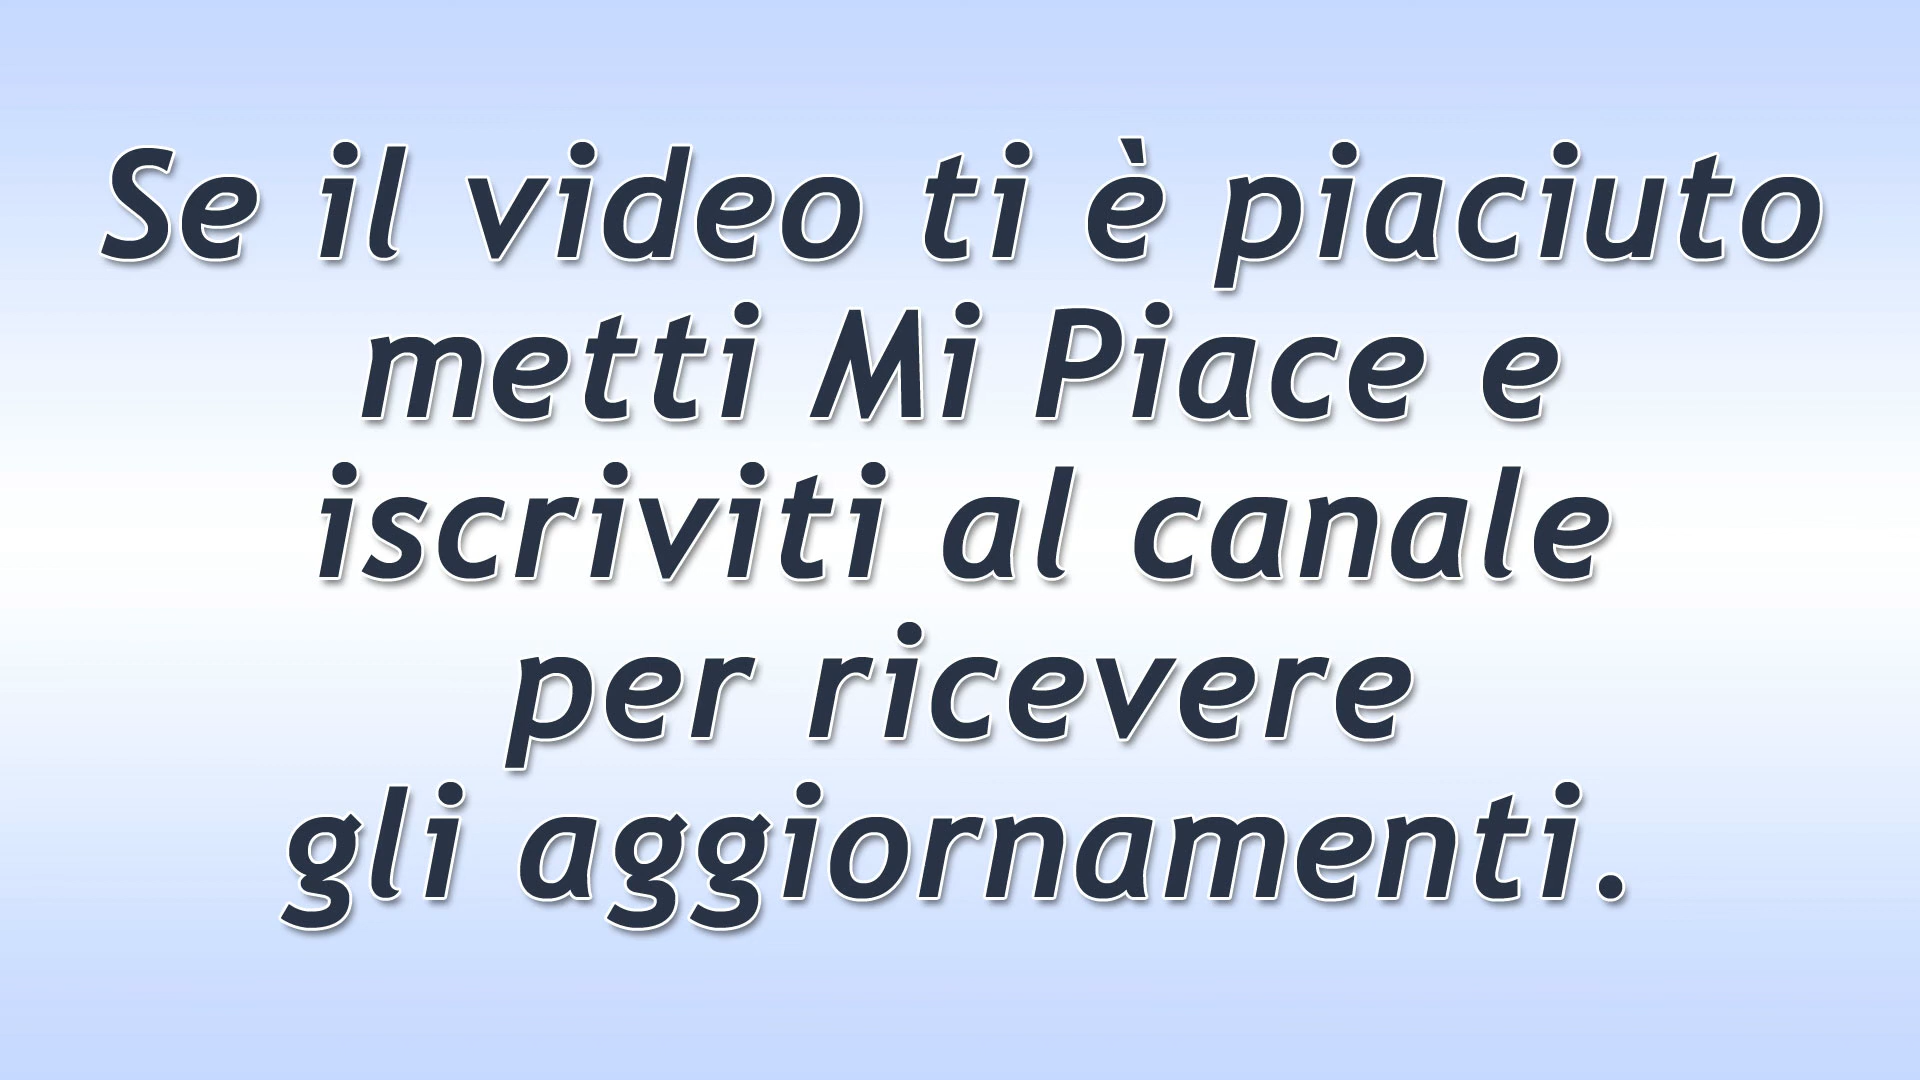 Se il video ti è piaciuto
metti Mi Piace e
iscriviti al canale
per ricevere
gli aggiornamenti.